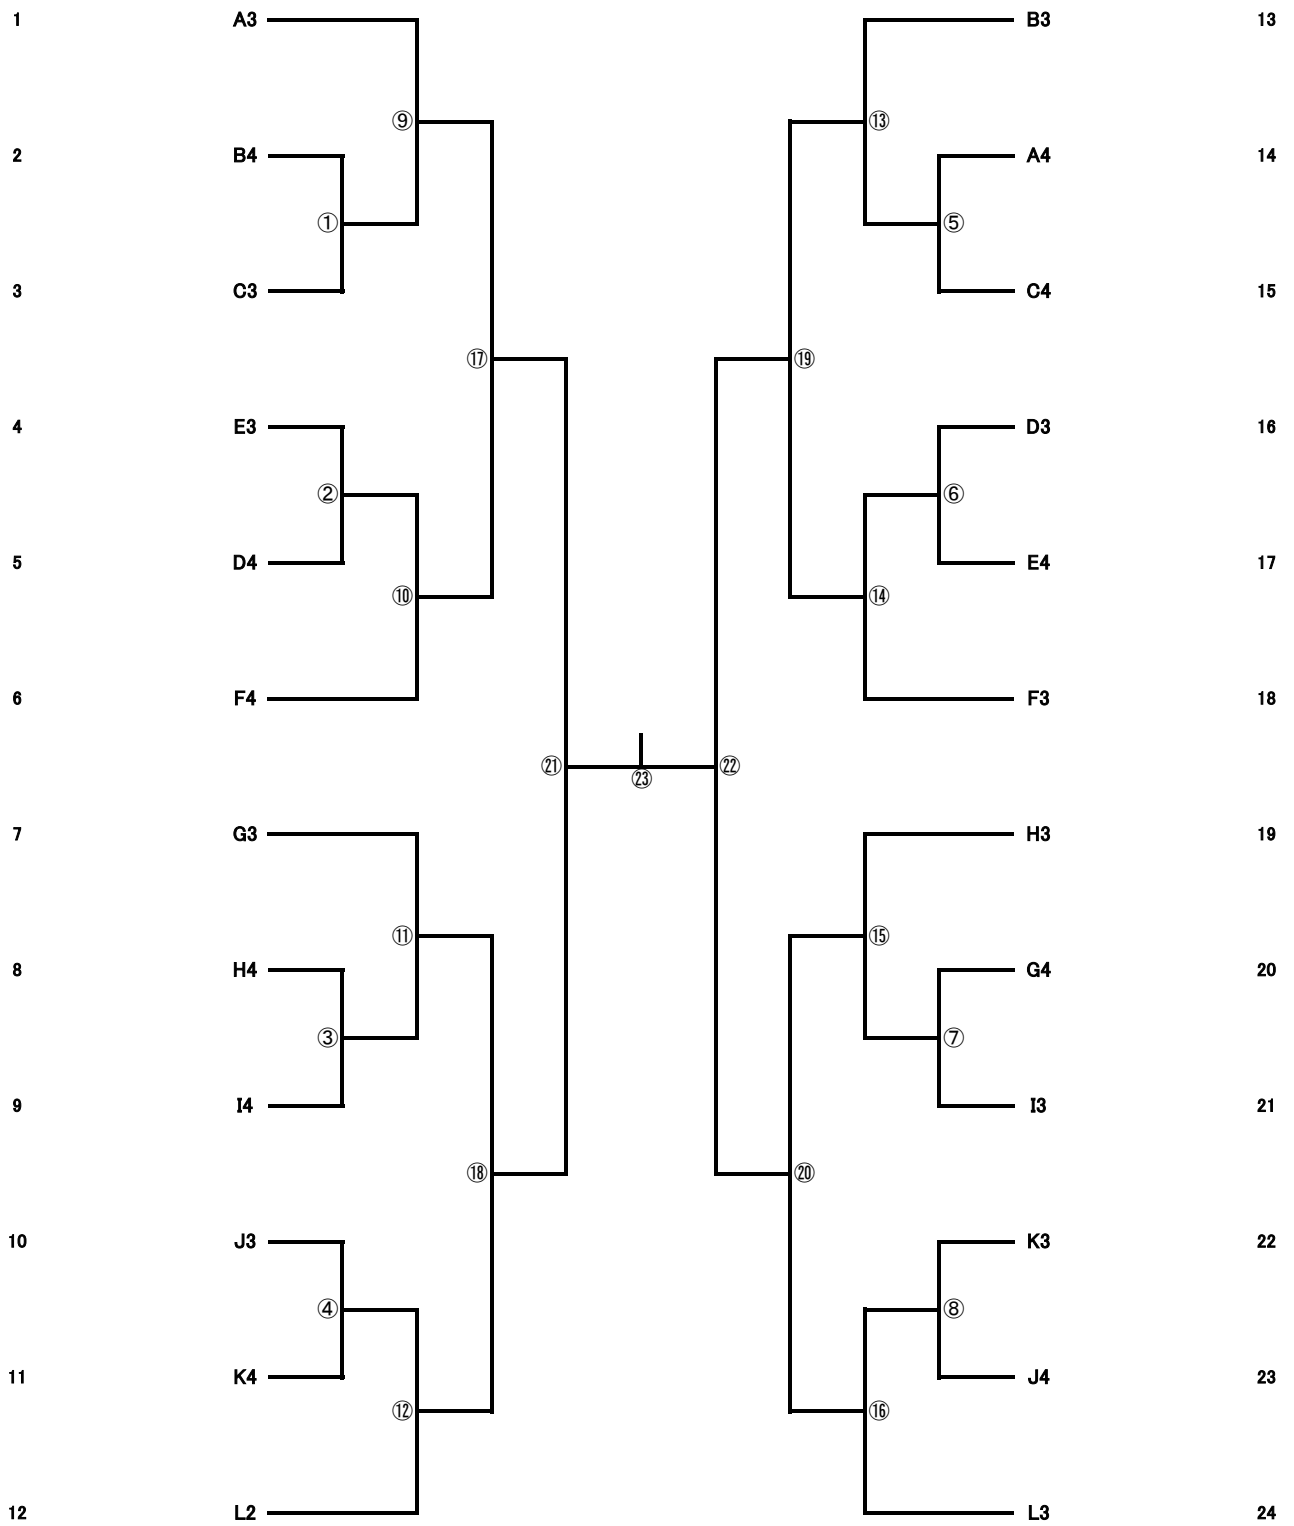 1 A3 B3 13
⑨ ⑬
2 B4 A4 14
① ⑤
3 C3 C4 15
⑰ ⑲
4 E3 D3 16
② ⑥
5 D4 E4 17
⑩ ⑭
6 F4 F3 18
㉑ ㉒
㉓
7 G3 H3 19
⑪ ⑮
8 H4 G4 20
③ ⑦
9 I4 I3 21
⑱ ⑳
10 J3 K3 22
④ ⑧
11 K4 J4 23
⑫ ⑯
12 L2 L3 24